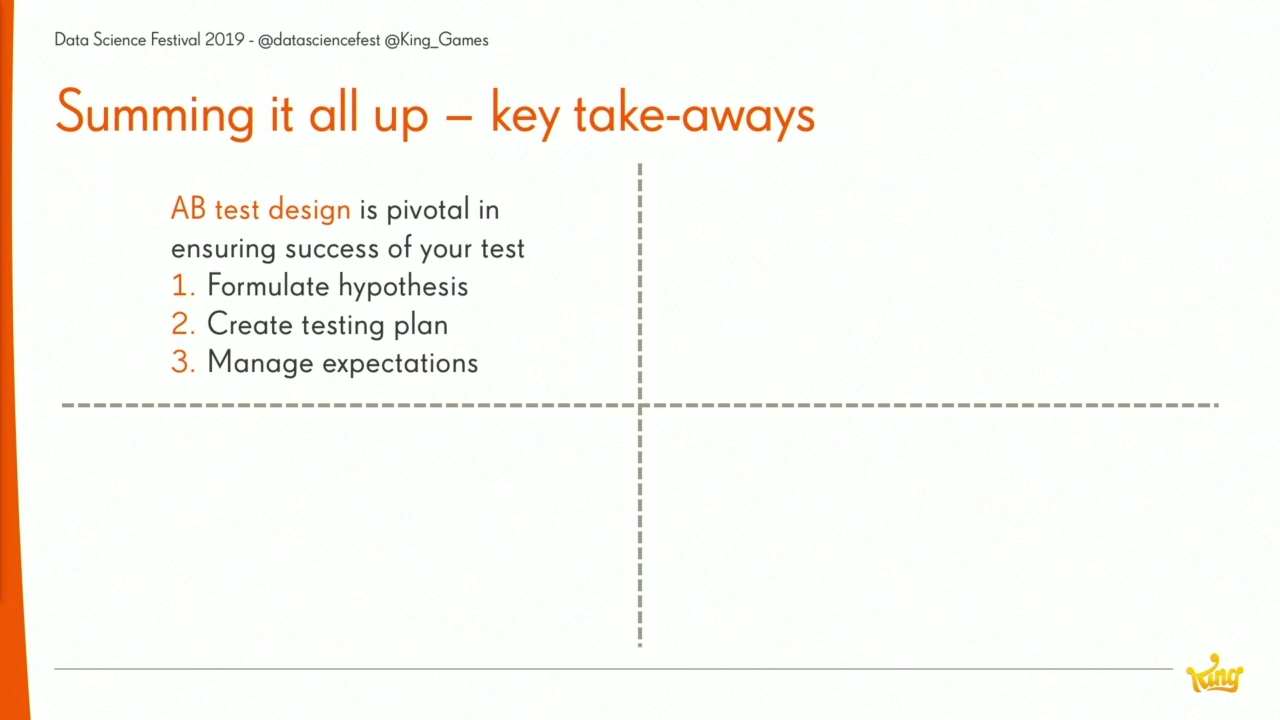 Data Science Festival 2019 - @datasciencefest @King_Games
Summing it all up – key take-aways
AB test design is pivotal in
ensuring success of your test
1. Formulate hypothesis
2. Create testing plan
3. Manage expectations
King